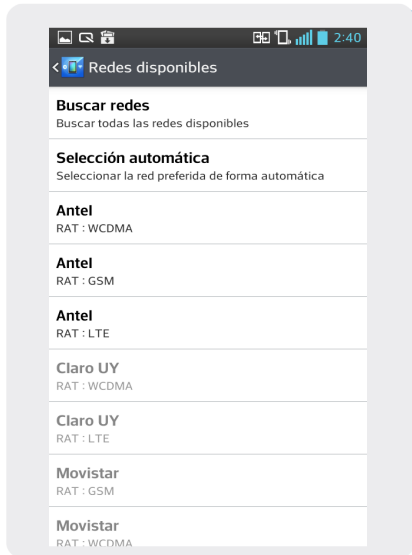 2:40
Redes disponibles
Buscar redes
Buscar todas las redes disponibles
Selección automática
Seleccionar la red preferida de forma automática
Antel
RAT : WCDMA
Antel
RAT : GSM
Antel
RAT : LTE
Claro UY
RAT : WCDMA
Claro UY
RAT : LTE
Movistar
RAT : GSM
Movistar
RAT : WCDMA